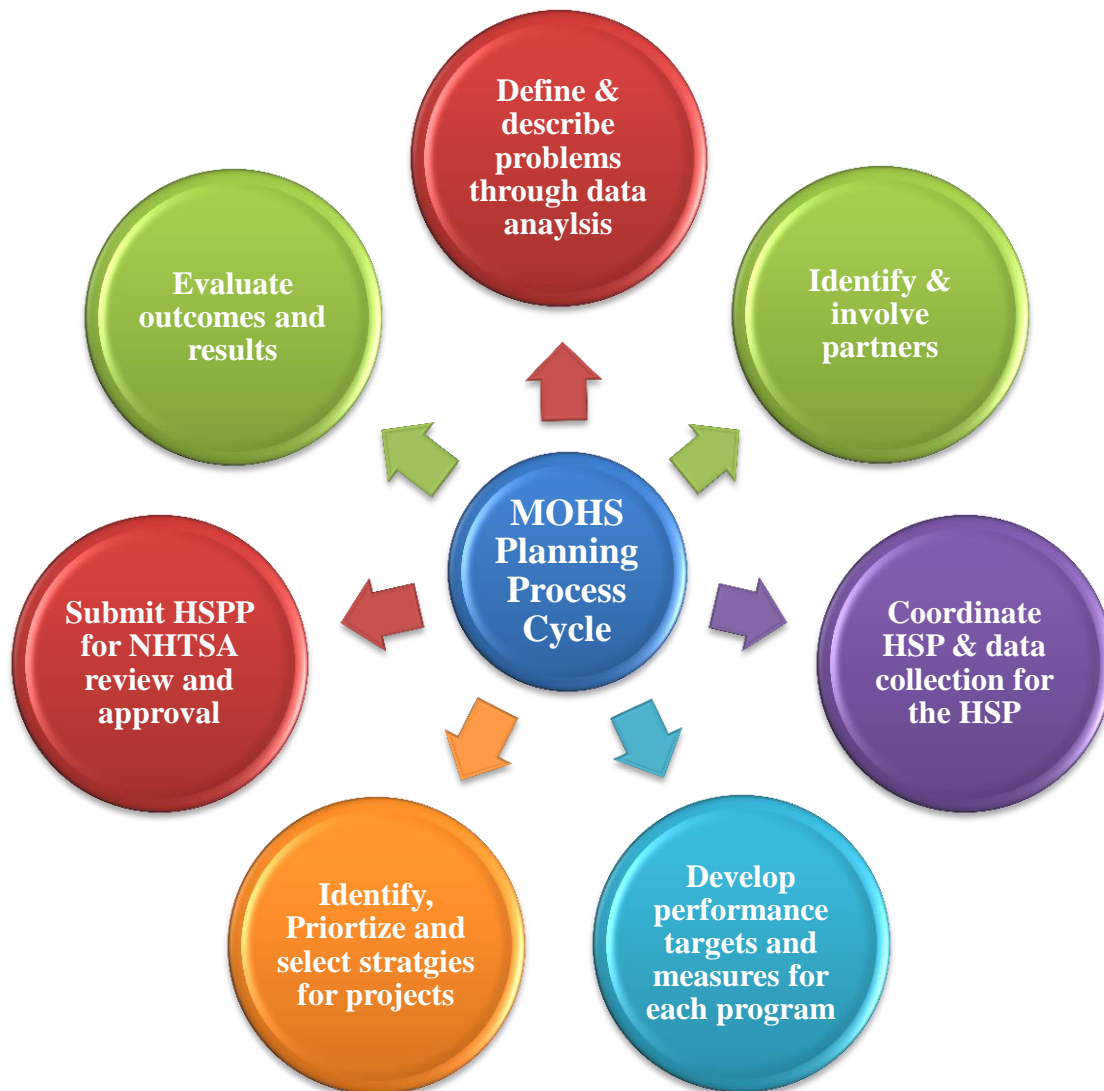 Define &
describe
problems
through data
anaylsis
Identify &
involve
partners
Coordinate
HSP & data
collection for
the HSP
Develop
performance
targets and
measures for
each program
Identify,
Priortize and
select stratgies
for projects
Submit HSPP
for NHTSA
review and
approval
Evaluate
outcomes and
results
MOHS
Planning
Process
Cycle